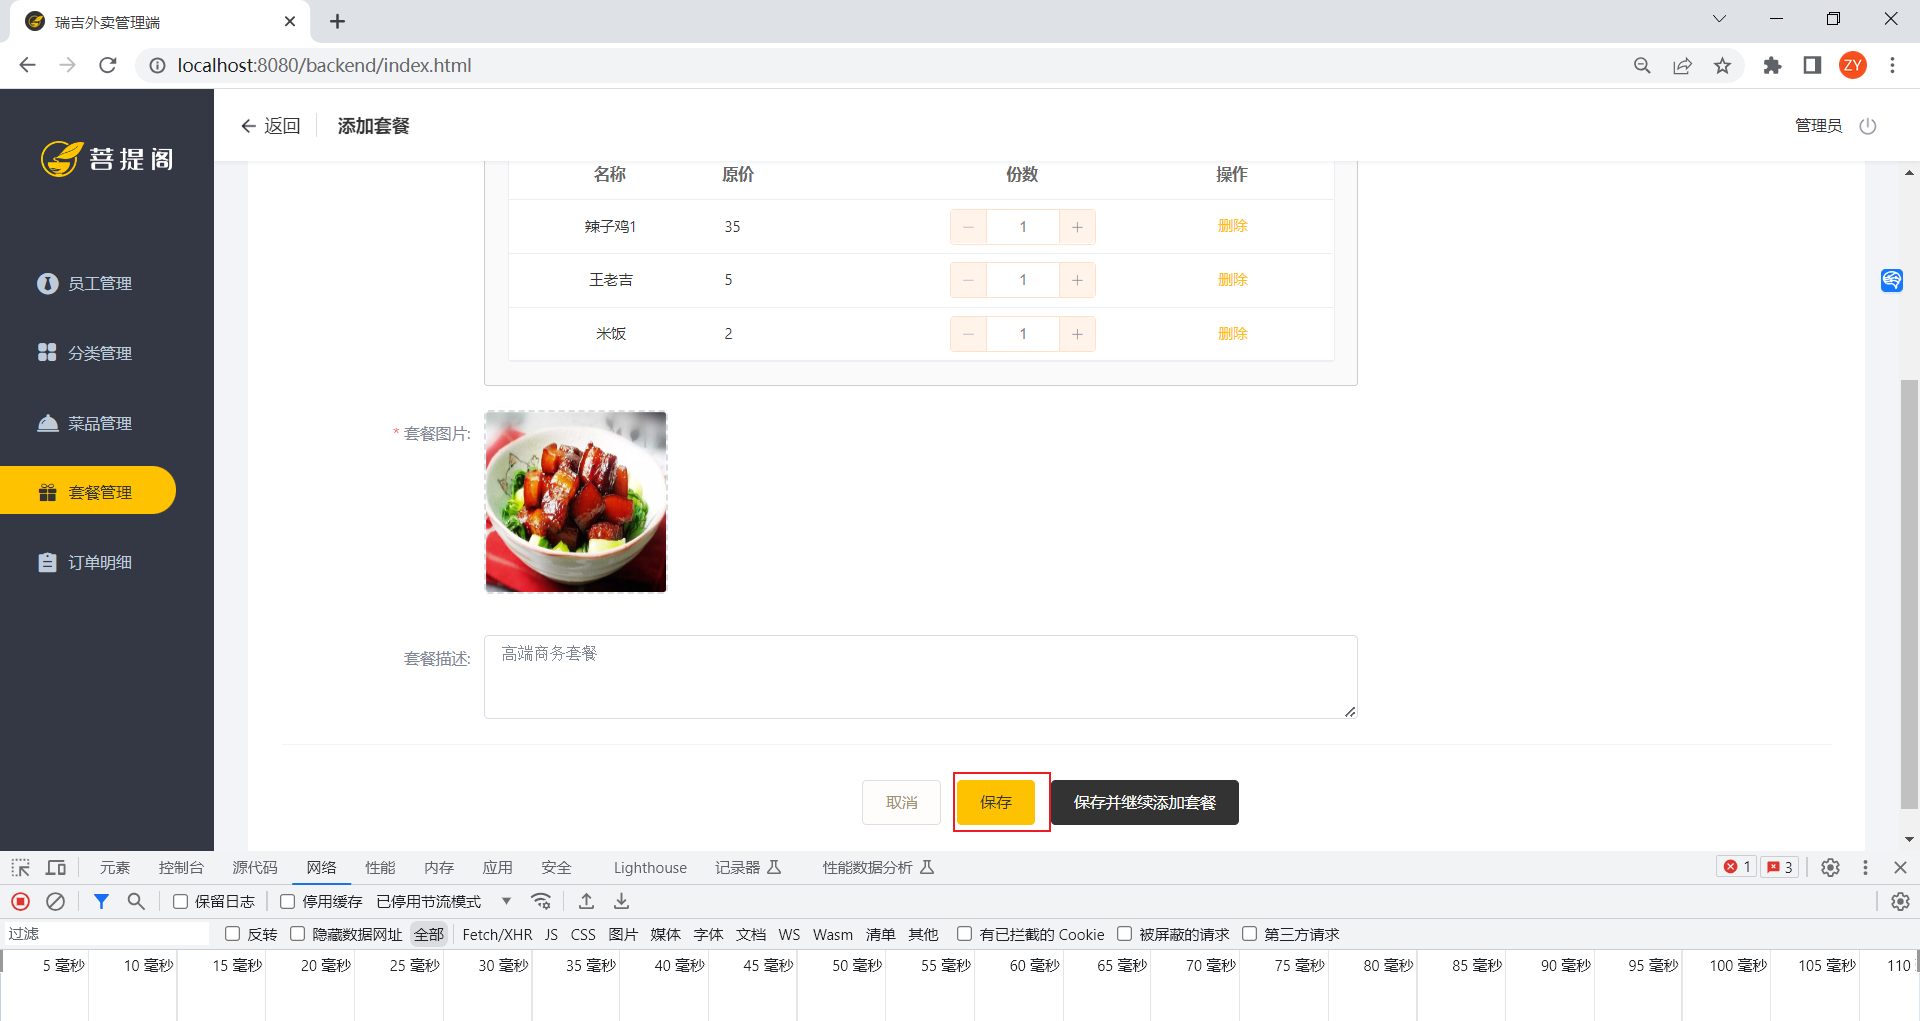 瑞吉外卖管理端
localhost:8080/backend/index.html
ZY
菩提阁
返回 添加套餐 管理员
员工管理
分类管理
菜品管理
套餐管理
订单明细
名称 原价 份数 操作
辣子鸡1 35 1 删除
王老吉 5 1 删除
米饭 2 1 删除
* 套餐图片:
套餐描述: 高端商务套餐
取消 保存 保存并继续添加套餐
元素 控制台 源代码 网络 性能 内存 应用 安全 Lighthouse 记录器 性能数据分析 1 3
保留日志 停用缓存 已停用节流模式
过滤 反转 隐藏数据网址 全部 Fetch/XHR JS CSS 图片 媒体 字体 文档 WS Wasm 清单 其他 有已拦截的 Cookie 被屏蔽的请求 第三方请求
5 毫秒 10 毫秒 15 毫秒 20 毫秒 25 毫秒 30 毫秒 35 毫秒 40 毫秒 45 毫秒 50 毫秒 55 毫秒 60 毫秒 65 毫秒 70 毫秒 75 毫秒 80 毫秒 85 毫秒 90 毫秒 95 毫秒 100 毫秒 105 毫秒 110